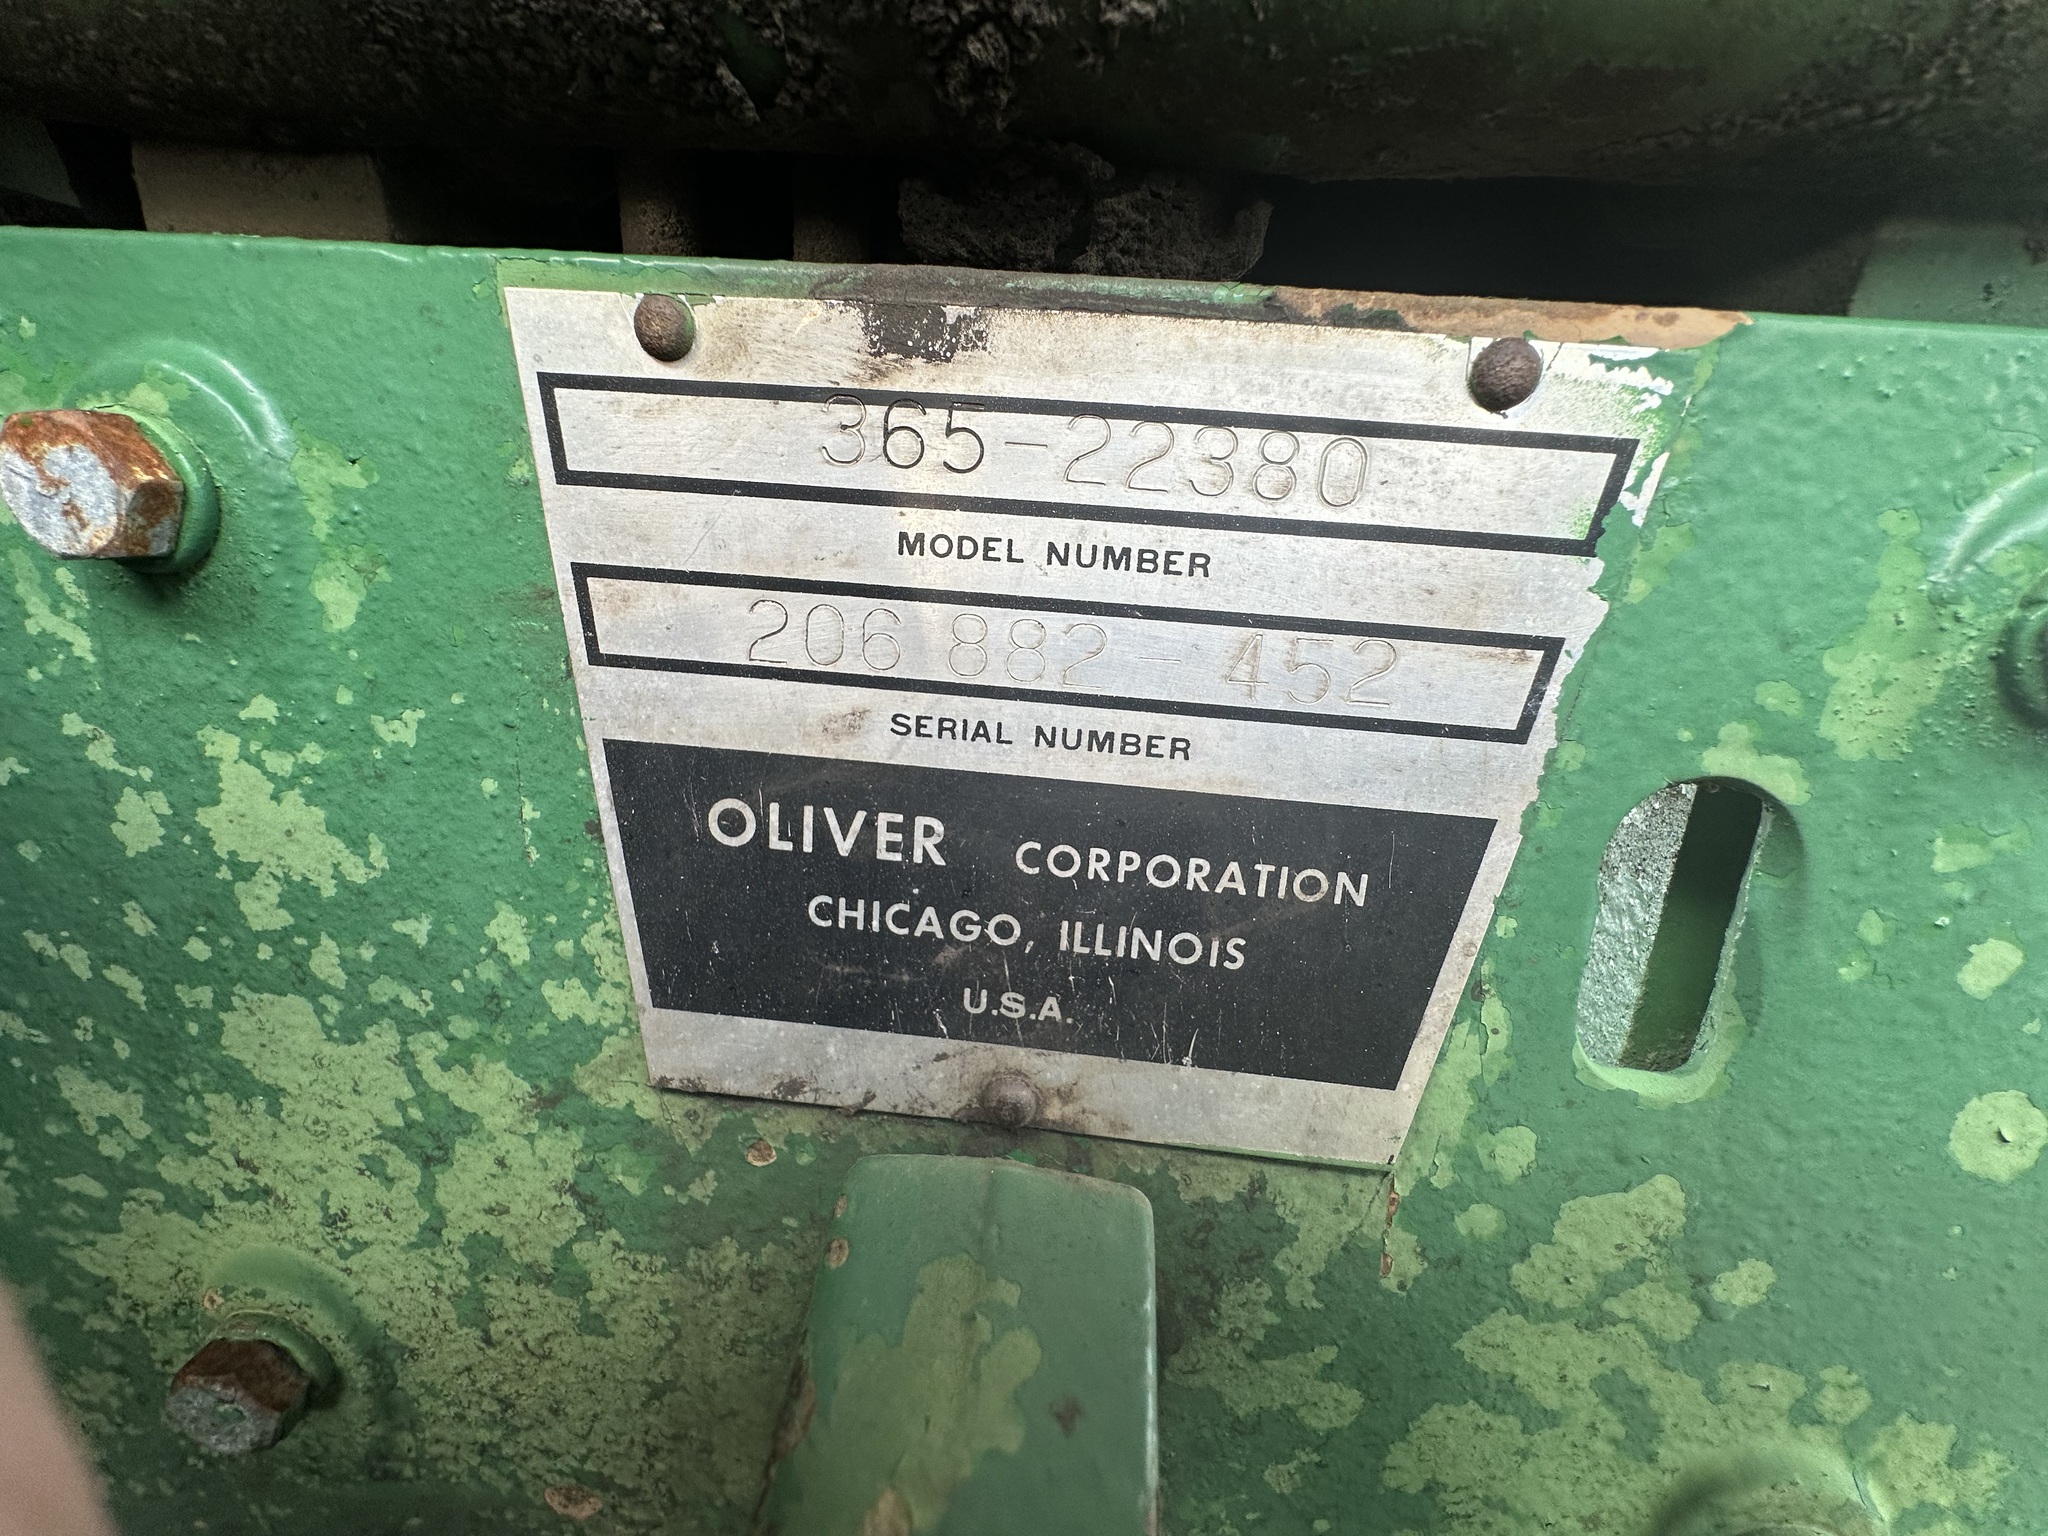 365-22380
MODEL NUMBER
206 882 - 452
SERIAL NUMBER
OLIVER CORPORATION
CHICAGO, ILLINOIS
U.S.A.